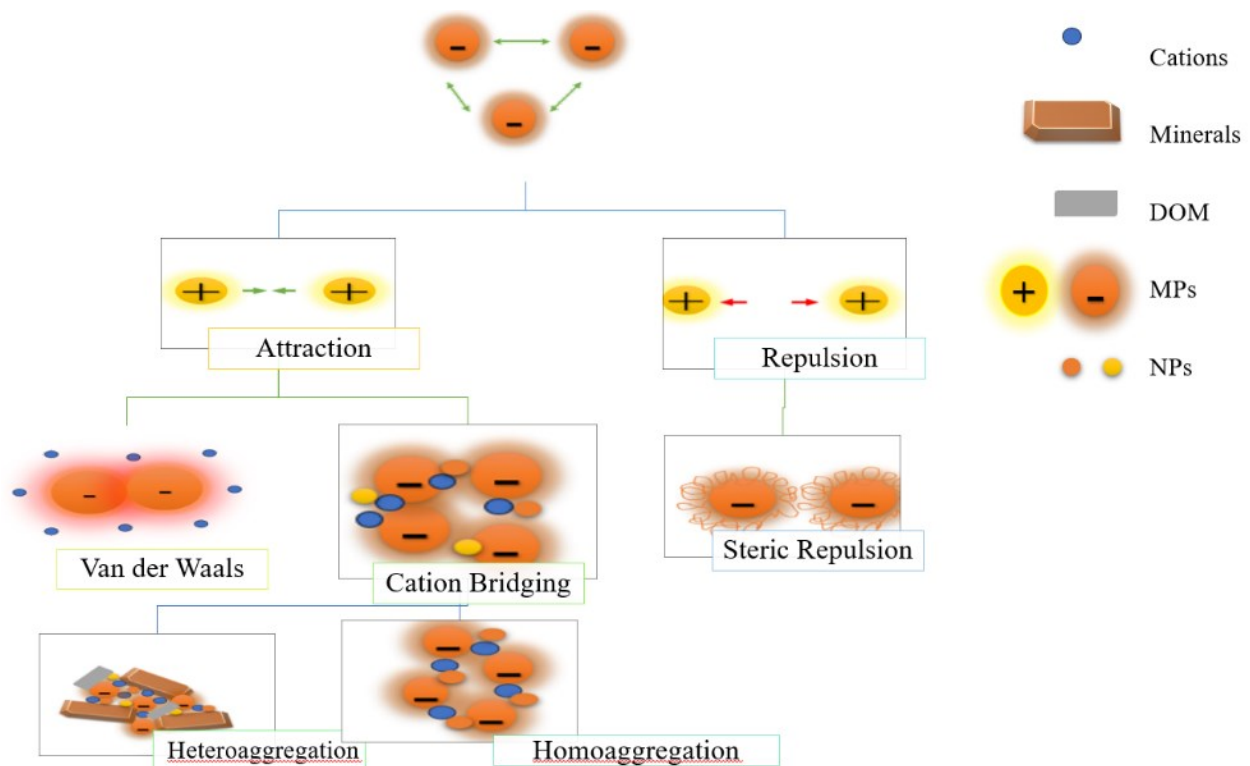 Cations
Minerals
DOM
+ -
MPs
NPs
- -
-
+ +
Attraction
+ +
Repulsion
- -
Van der Waals
- -
- -
Cation Bridging
- -
Steric Repulsion
- - - -
Heteroaggregation
-
-
-
-
Homoaggregation